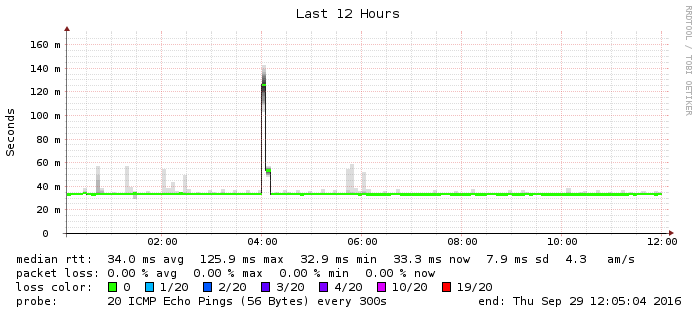 Last 12 Hours
RRDTOOL / TOBI OETIKER
Seconds
160 m
140 m
120 m
100 m
80 m
60 m
40 m
20 m
0
02:00 04:00 06:00 08:00 10:00 12:00
median rtt: 34.0 ms avg 125.9 ms max 32.9 ms min 33.3 ms now 7.9 ms sd 4.3 am/s
packet loss: 0.00 % avg 0.00 % max 0.00 % min 0.00 % now
loss color: 0 1/20 2/20 3/20 4/20 10/20 19/20
probe: 20 ICMP Echo Pings (56 Bytes) every 300s end: Thu Sep 29 12:05:04 2016